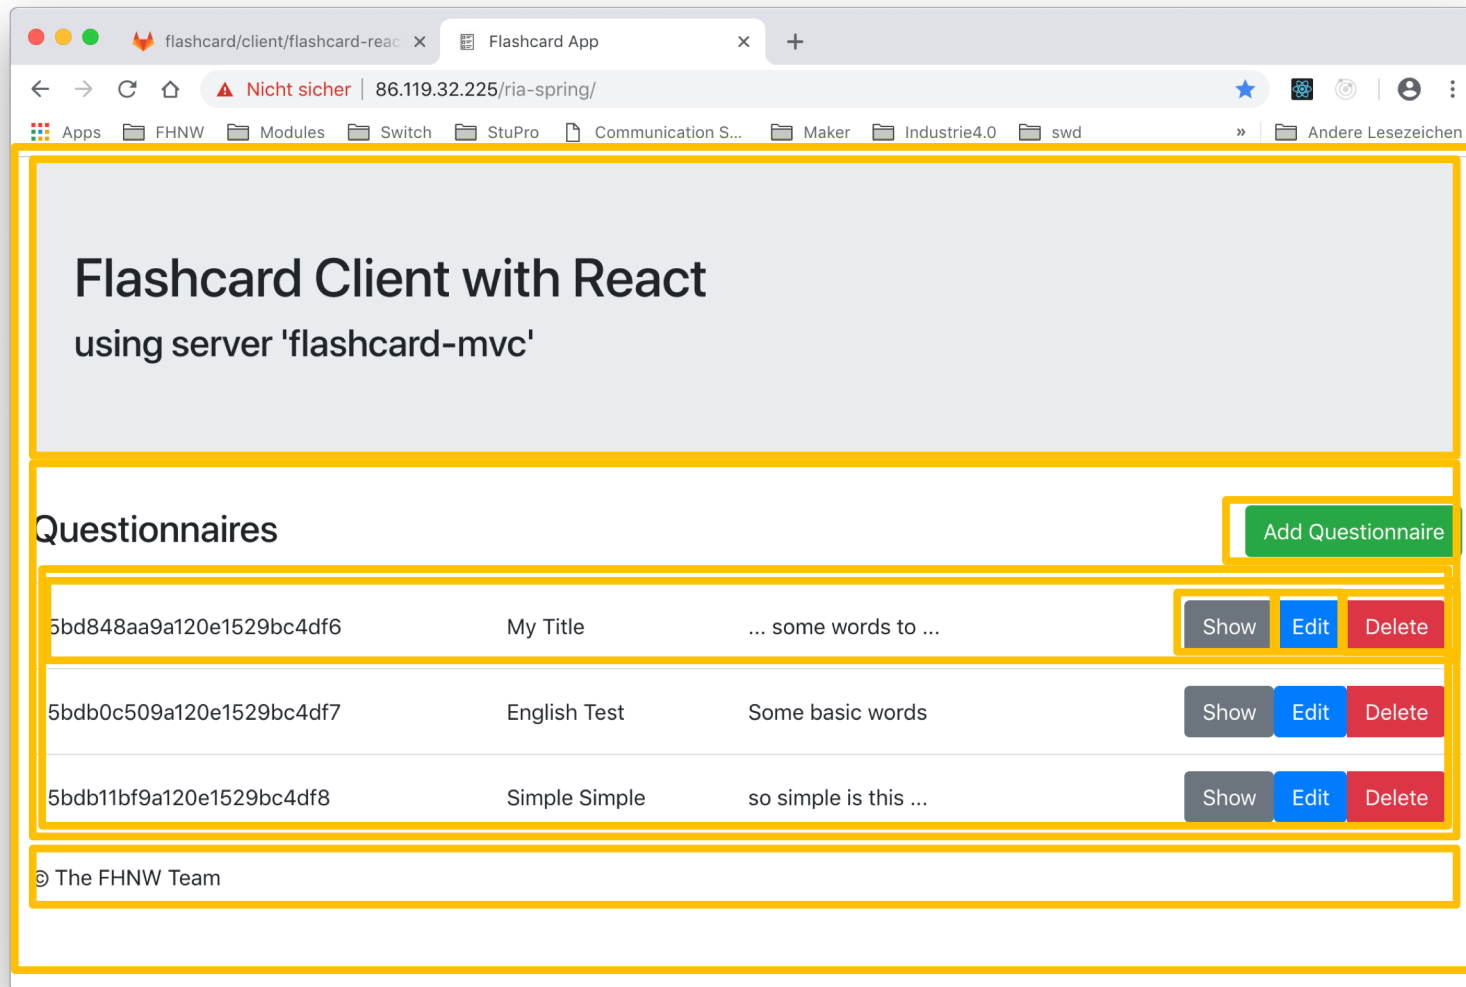 flashcard/client/flashcard-reac
Flashcard App
Nicht sicher | 86.119.32.225/ria-spring/
Apps FHNW Modules Switch StuPro Communication S... Maker Industrie4.0 swd » Andere Lesezeichen
Flashcard Client with React
using server 'flashcard-mvc'
Questionnaires Add Questionnaire
5bd848aa9a120e1529bc4df6 My Title ... some words to ... Show Edit Delete
5bdb0c509a120e1529bc4df7 English Test Some basic words Show Edit Delete
5bdb11bf9a120e1529bc4df8 Simple Simple so simple is this ... Show Edit Delete
© The FHNW Team